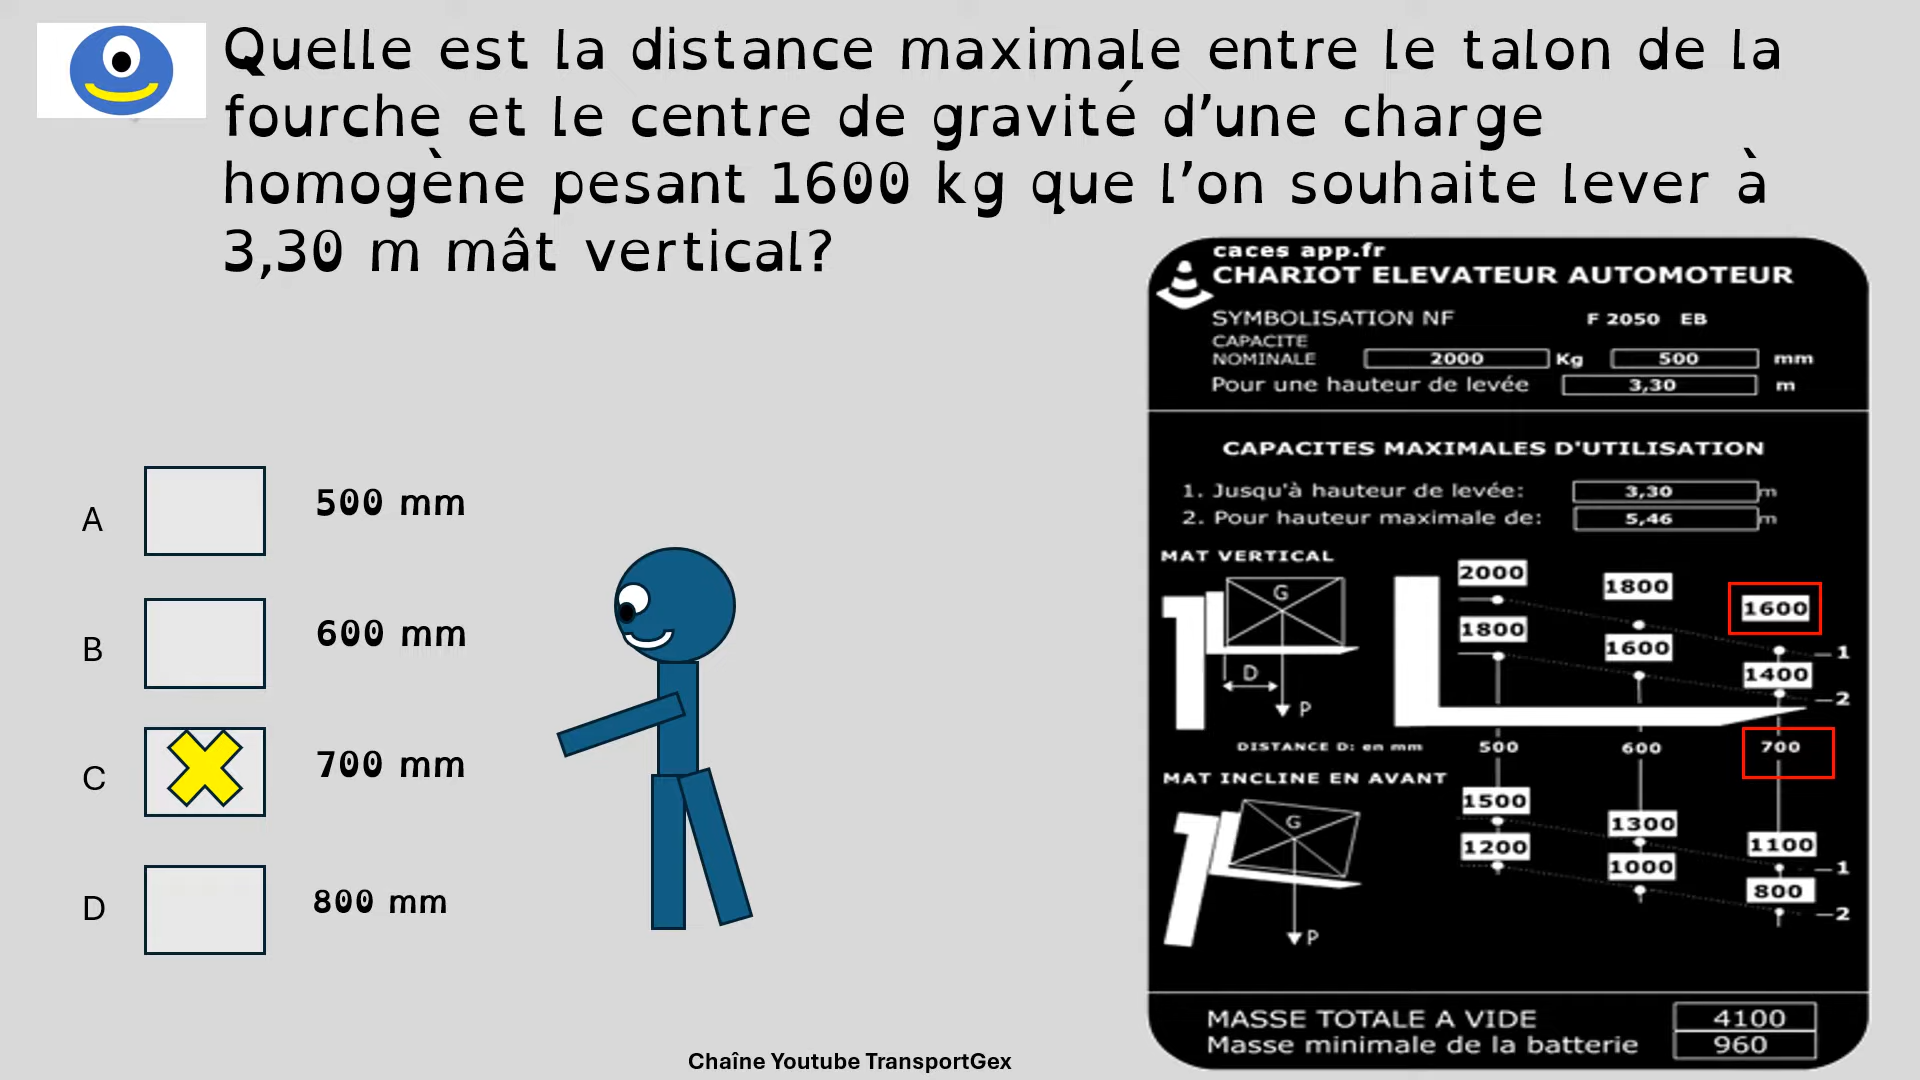 Quelle est la distance maximale entre le talon de la
fourche et le centre de gravité d’une charge
homogène pesant 1600 kg que l’on souhaite lever à
3,30 m mât vertical?
A 500 mm
B 600 mm
C 700 mm
D 800 mm
caces app.fr
CHARIOT ELEVATEUR AUTOMOTEUR
SYMBOLISATION NF F 2050 EB
CAPACITE
NOMINALE 2000 Kg 500 mm
Pour une hauteur de levée 3,30 m
CAPACITES MAXIMALES D'UTILISATION
1. Jusqu'à hauteur de levée: 3,30 m
2. Pour hauteur maximale de: 5,46 m
MAT VERTICAL
G
D
P
2000 1800 1600
1
1800 1600 1400
2
DISTANCE D: en mm 500 600 700
MAT INCLINE EN AVANT
G
P
1500 1300 1100
1
1200 1000 800
2
MASSE TOTALE A VIDE 4100
Masse minimale de la batterie 960
Chaîne Youtube TransportGex